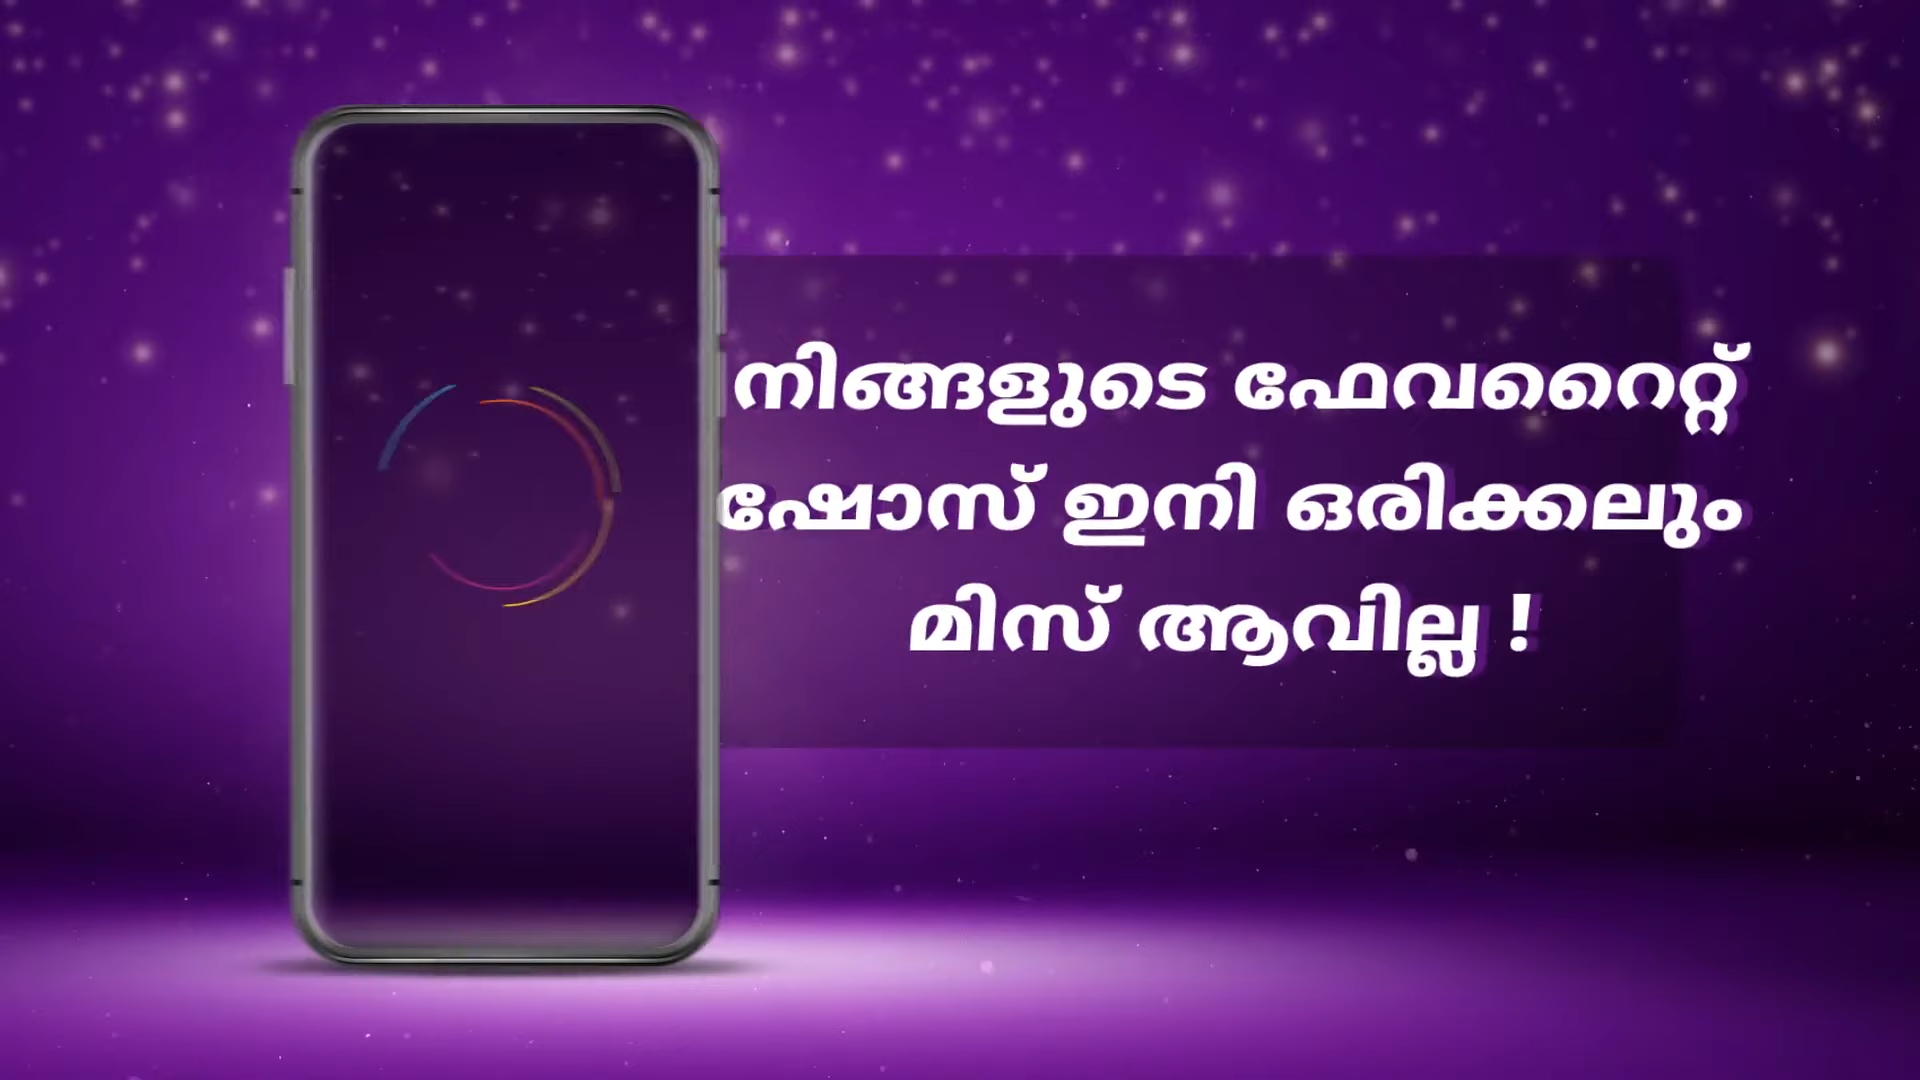 നിങ്ങളുടെ ഫേവറൈറ്റ്
ഷോസ് ഇനി ഒരിക്കലും
മിസ് ആവില്ല !